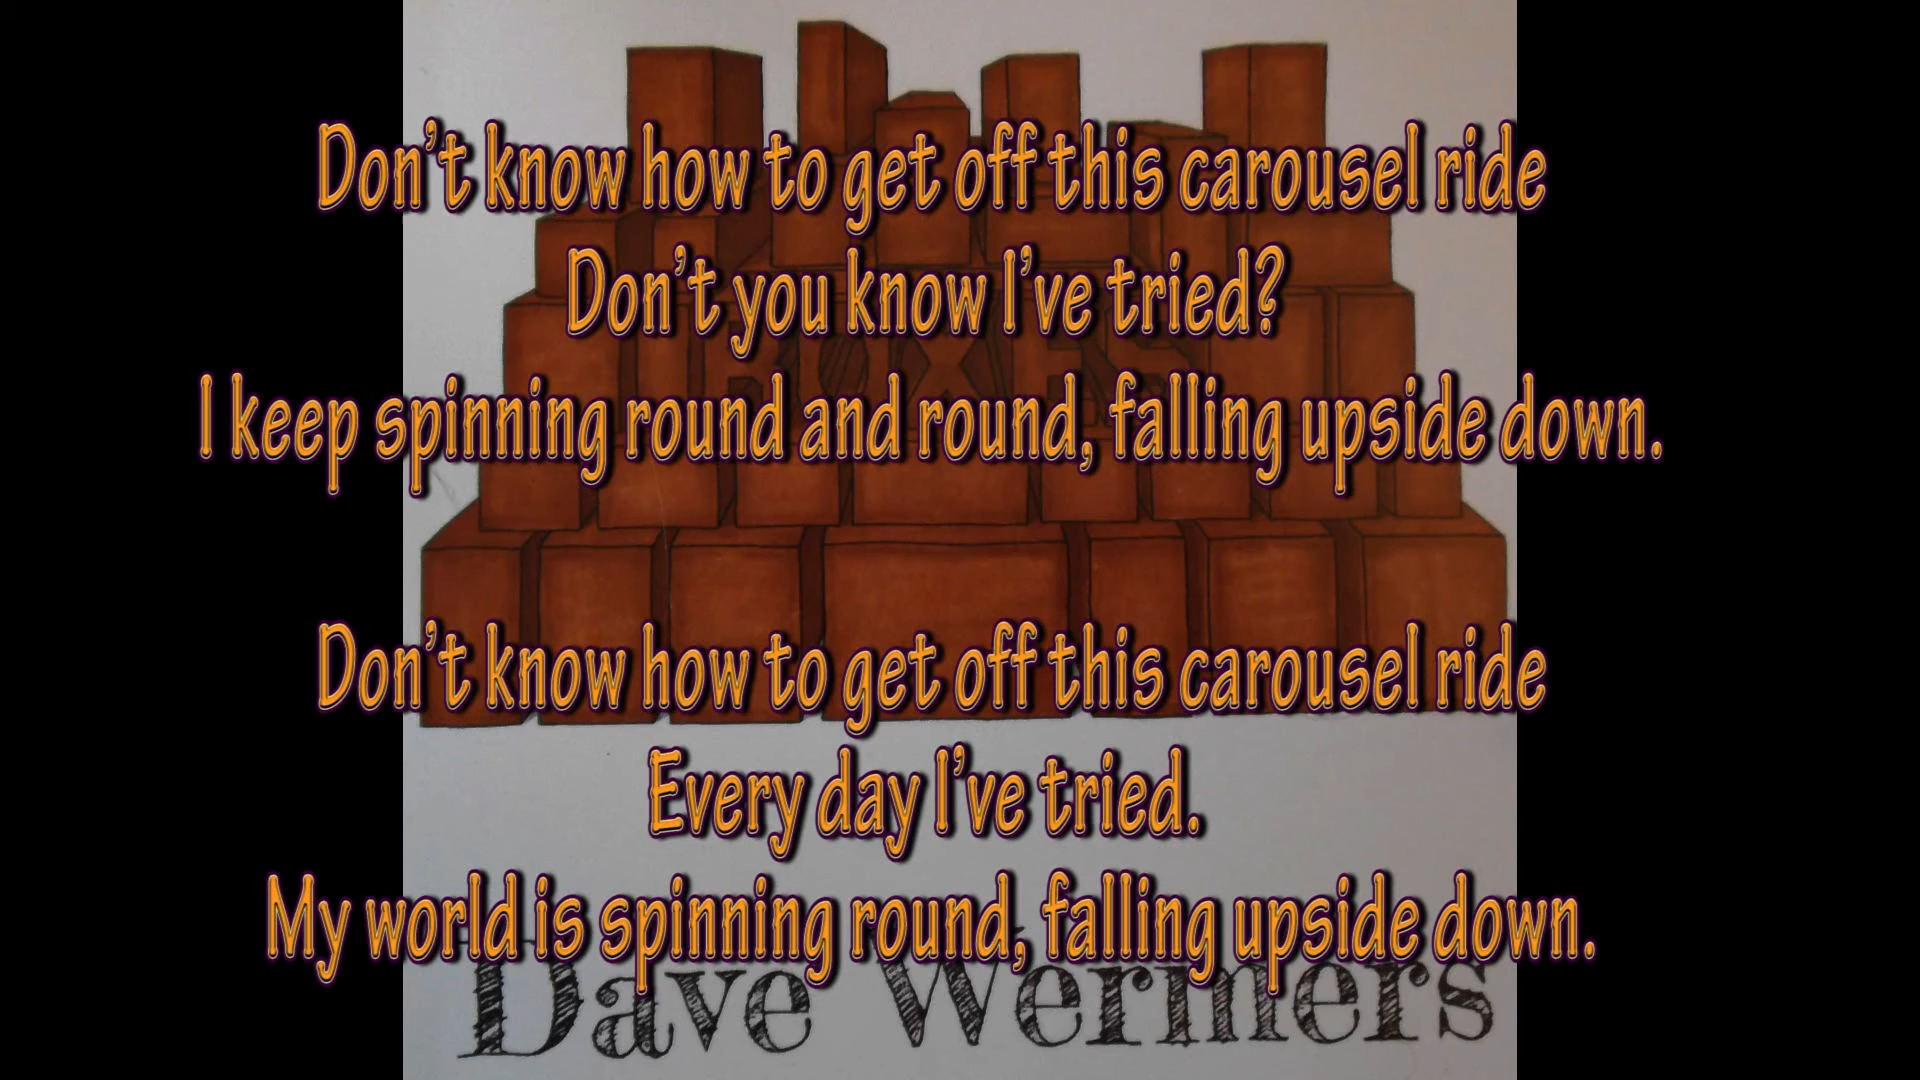 Don't know how to get off this carousel ride
Don't you know I've tried?
BOXES
I keep spinning round and round, falling upside down.
Don't know how to get off this carousel ride
Every day I've tried.
My world is spinning round, falling upside down.
Dave Wermers